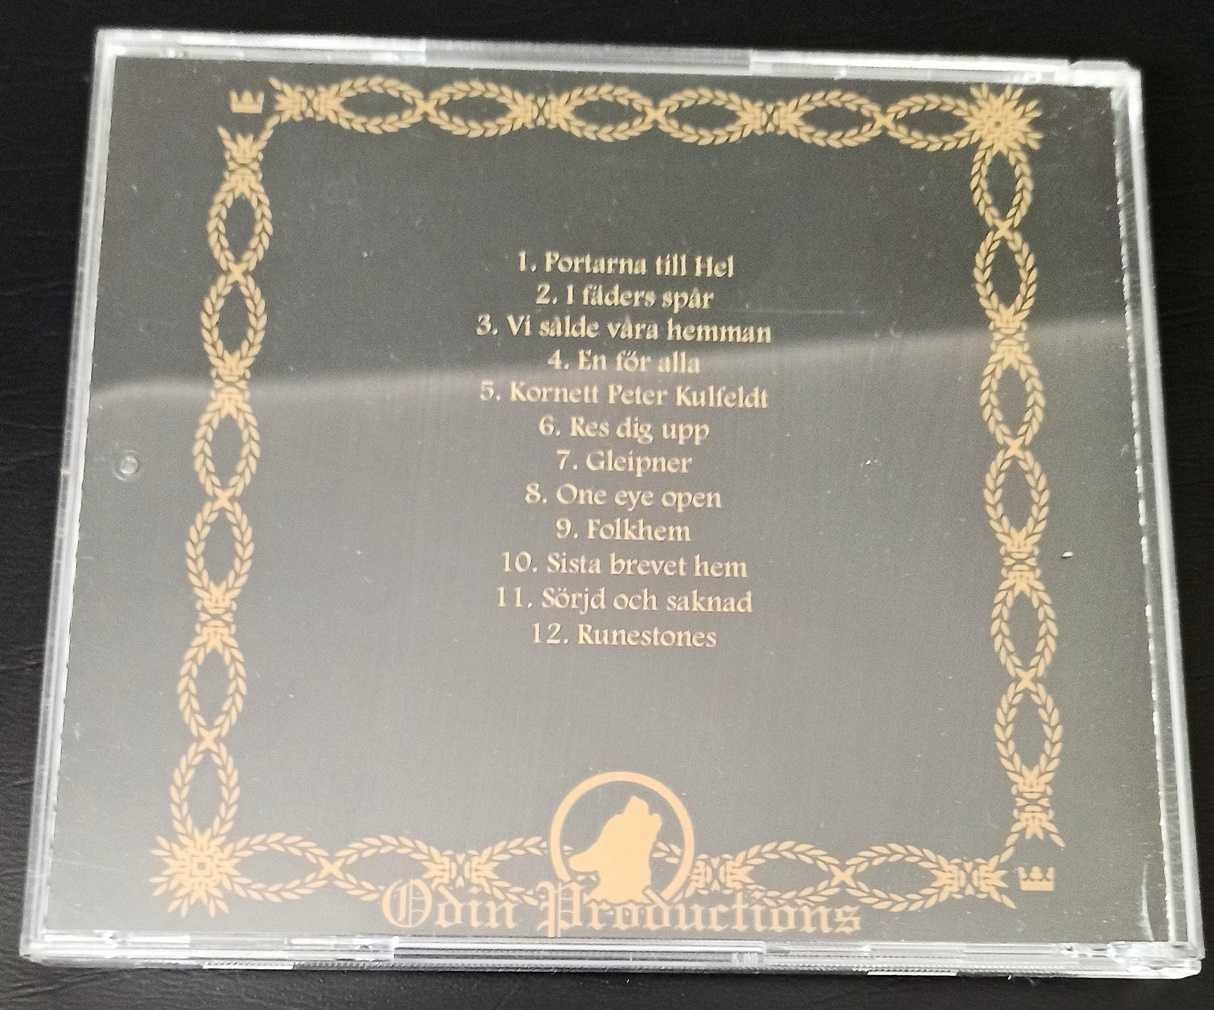 1. Portarna till Hel
2. I fäders spår
3. Vi sålde våra hemman
4. En för alla
5. Kornett Peter Kulfeldt
6. Res dig upp
7. Gleipner
8. One eye open
9. Folkhem
10. Sista brevet hem
11. Sörjd och saknad
12. Runestones
Odin Productions